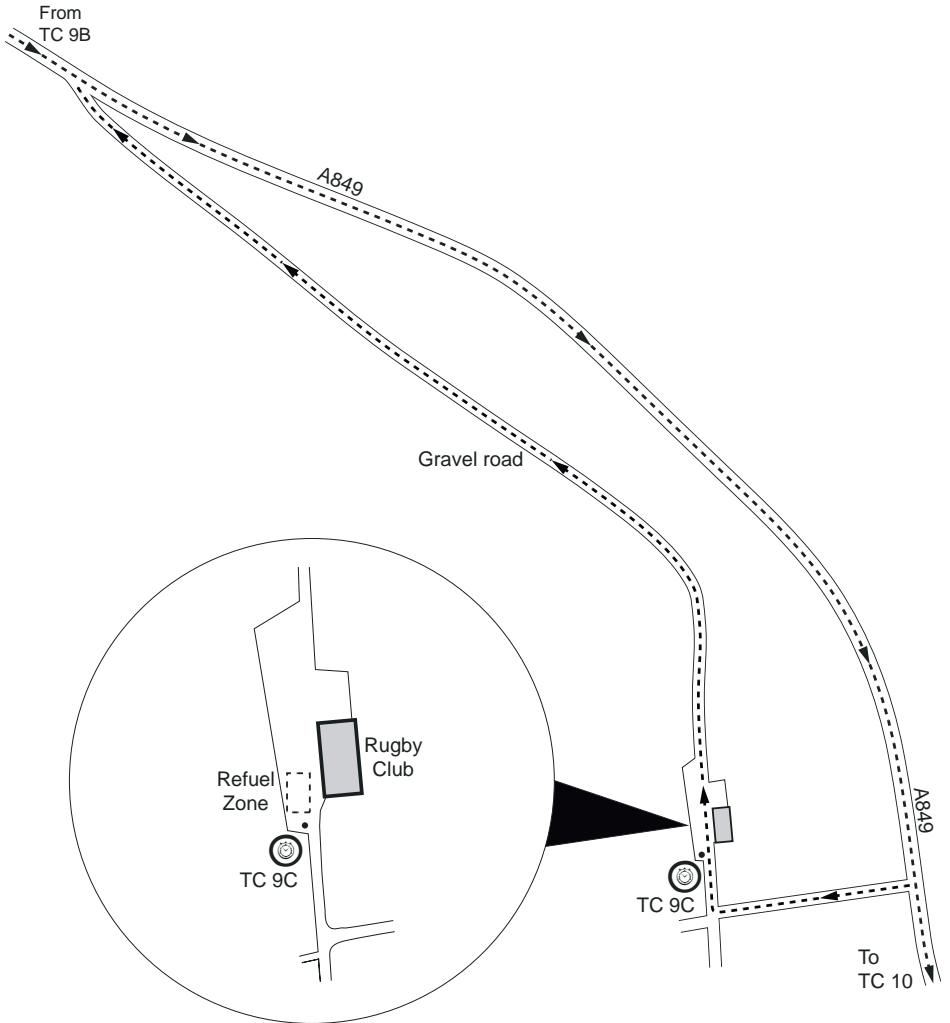 From
TC 9B
A849
Gravel road
Rugby
Club
Refuel
Zone
TC 9C
A849
TC 9C
To
TC 10